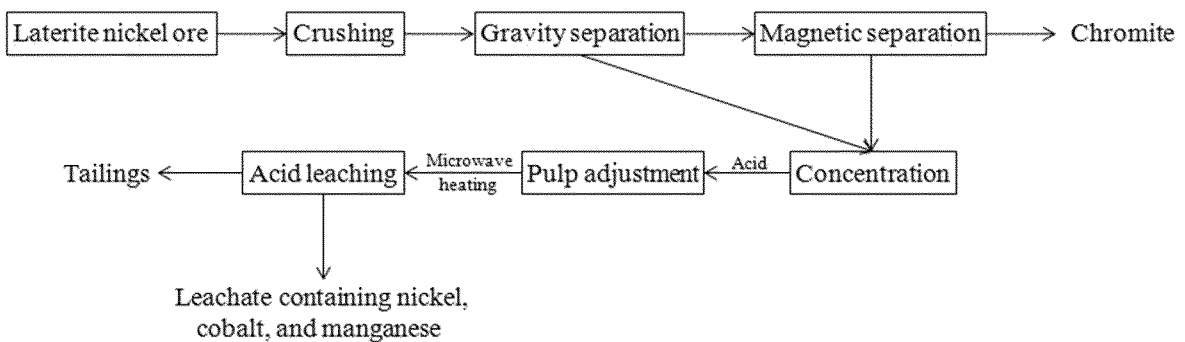 Laterite nickel ore
Crushing
Gravity separation
Magnetic separation
Chromite
Tailings
Acid leaching
Microwave
heating
Pulp adjustment
Acid
Concentration
Leachate containing nickel,
cobalt, and manganese